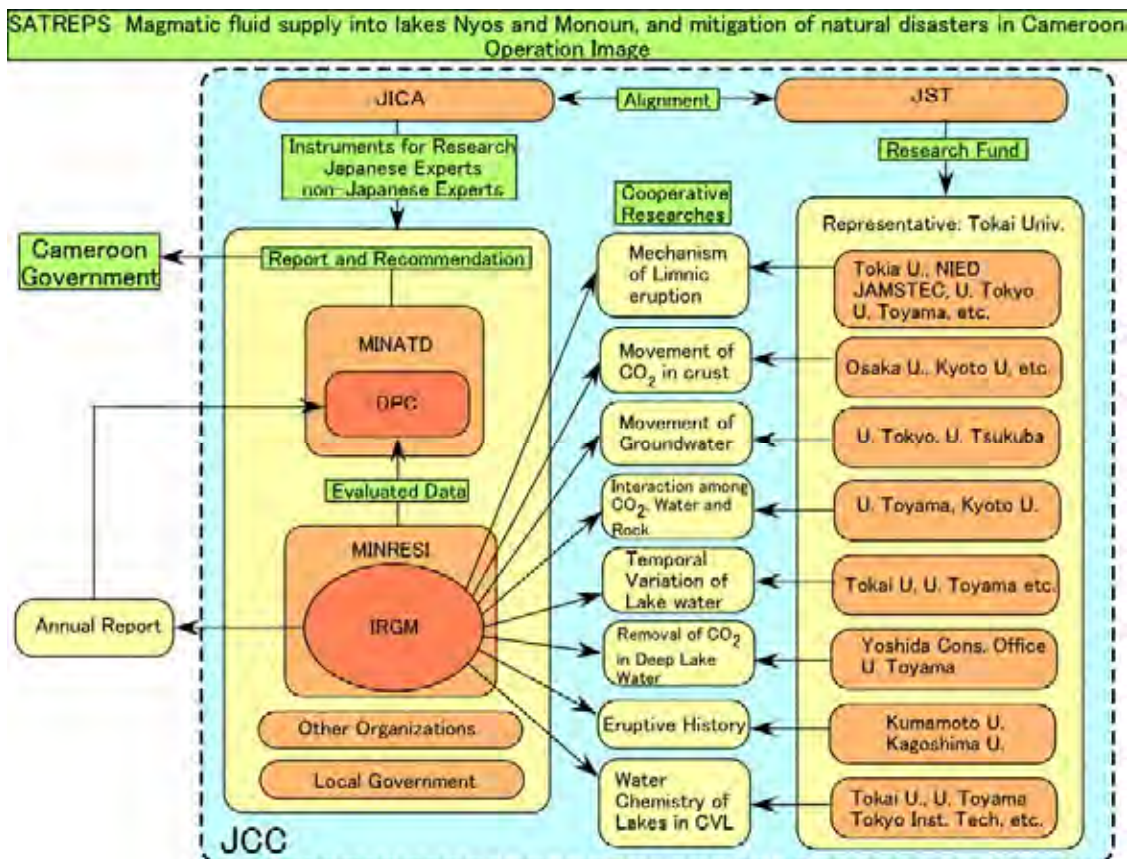 SATREPS Magmatic fluid supply into lakes Nyos and Monoun, and mitigation of natural disasters in Cameroon
Operation Image
JICA
Alignment
JST
Instruments for Research
Japanese Experts
non-Japanese Experts
Research Fund
Cooperative
Researches
Cameroon
Government
Report and Recommendation
Representative: Tokai Univ.
Mechanism
of Limnic
eruption
Tokia U., NIED
JAMSTEC, U. Tokyo
U, Toyama, etc.
MINATD
DPC
Movement of
CO2 in crust
Osaka U., Kyoto U, etc
Movement of
Groundwater
U. Tokyo. U. Tsukuba
Evaluated Data
Interaction among
CO2, Water and
Rock
U. Toyama, Kyoto U.
MINRESI
IRGM
Temporal
Variation of
Lake water
Tokai U, U. Toyama etc.
Annual Report
Removal of CO2
in Deep Lake
Water
Yoshida Cons. Office
U. Toyama
Other Organizations
Eruptive History
Kumamoto U.
Kagoshima U.
Local Government
Water
Chemistry of
Lakes in CVL
Tokai U., U. Toyama
Tokyo Inst. Tech, etc.
JCC